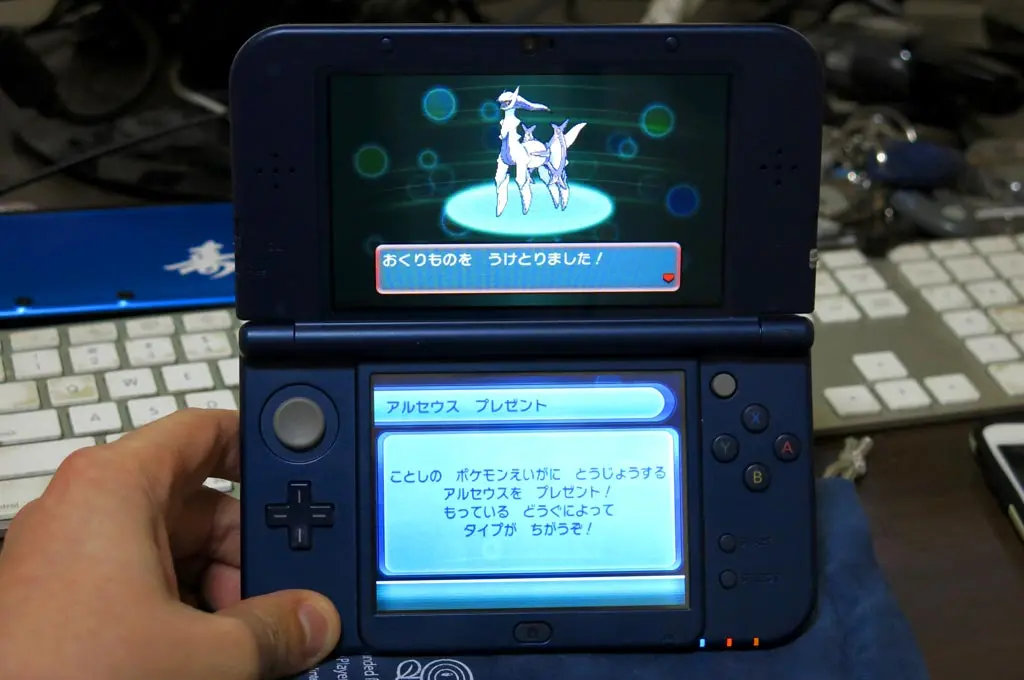 おくりものを　うけとりました！
アルセウス　プレゼント
ことしの　ポケモンえいがに　とうじょうする
アルセウスを　プレゼント！
もっている　どうぐによって
タイプが　ちがうぞ！
X
Y
A
B
Q
W
E
A
S